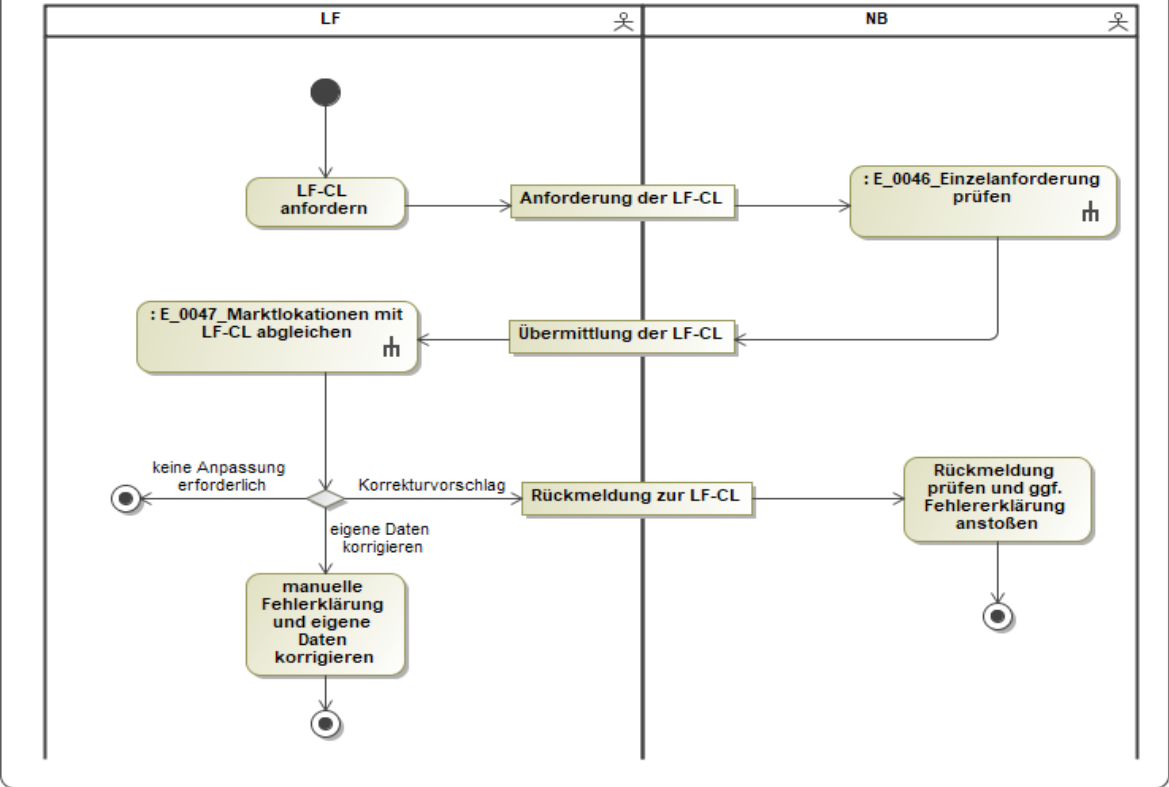 LF
NB
LF-CL
anfordern
Anforderung der LF-CL
: E_0046_Einzelanforderung
prüfen
: E_0047_Marktlokationen mit
LF-CL abgleichen
Übermittlung der LF-CL
keine Anpassung
erforderlich
Korrekturvorschlag
Rückmeldung zur LF-CL
Rückmeldung
prüfen und ggf.
Fehlererklärung
anstoßen
eigene Daten
korrigieren
manuelle
Fehlerklärung
und eigene
Daten
korrigieren